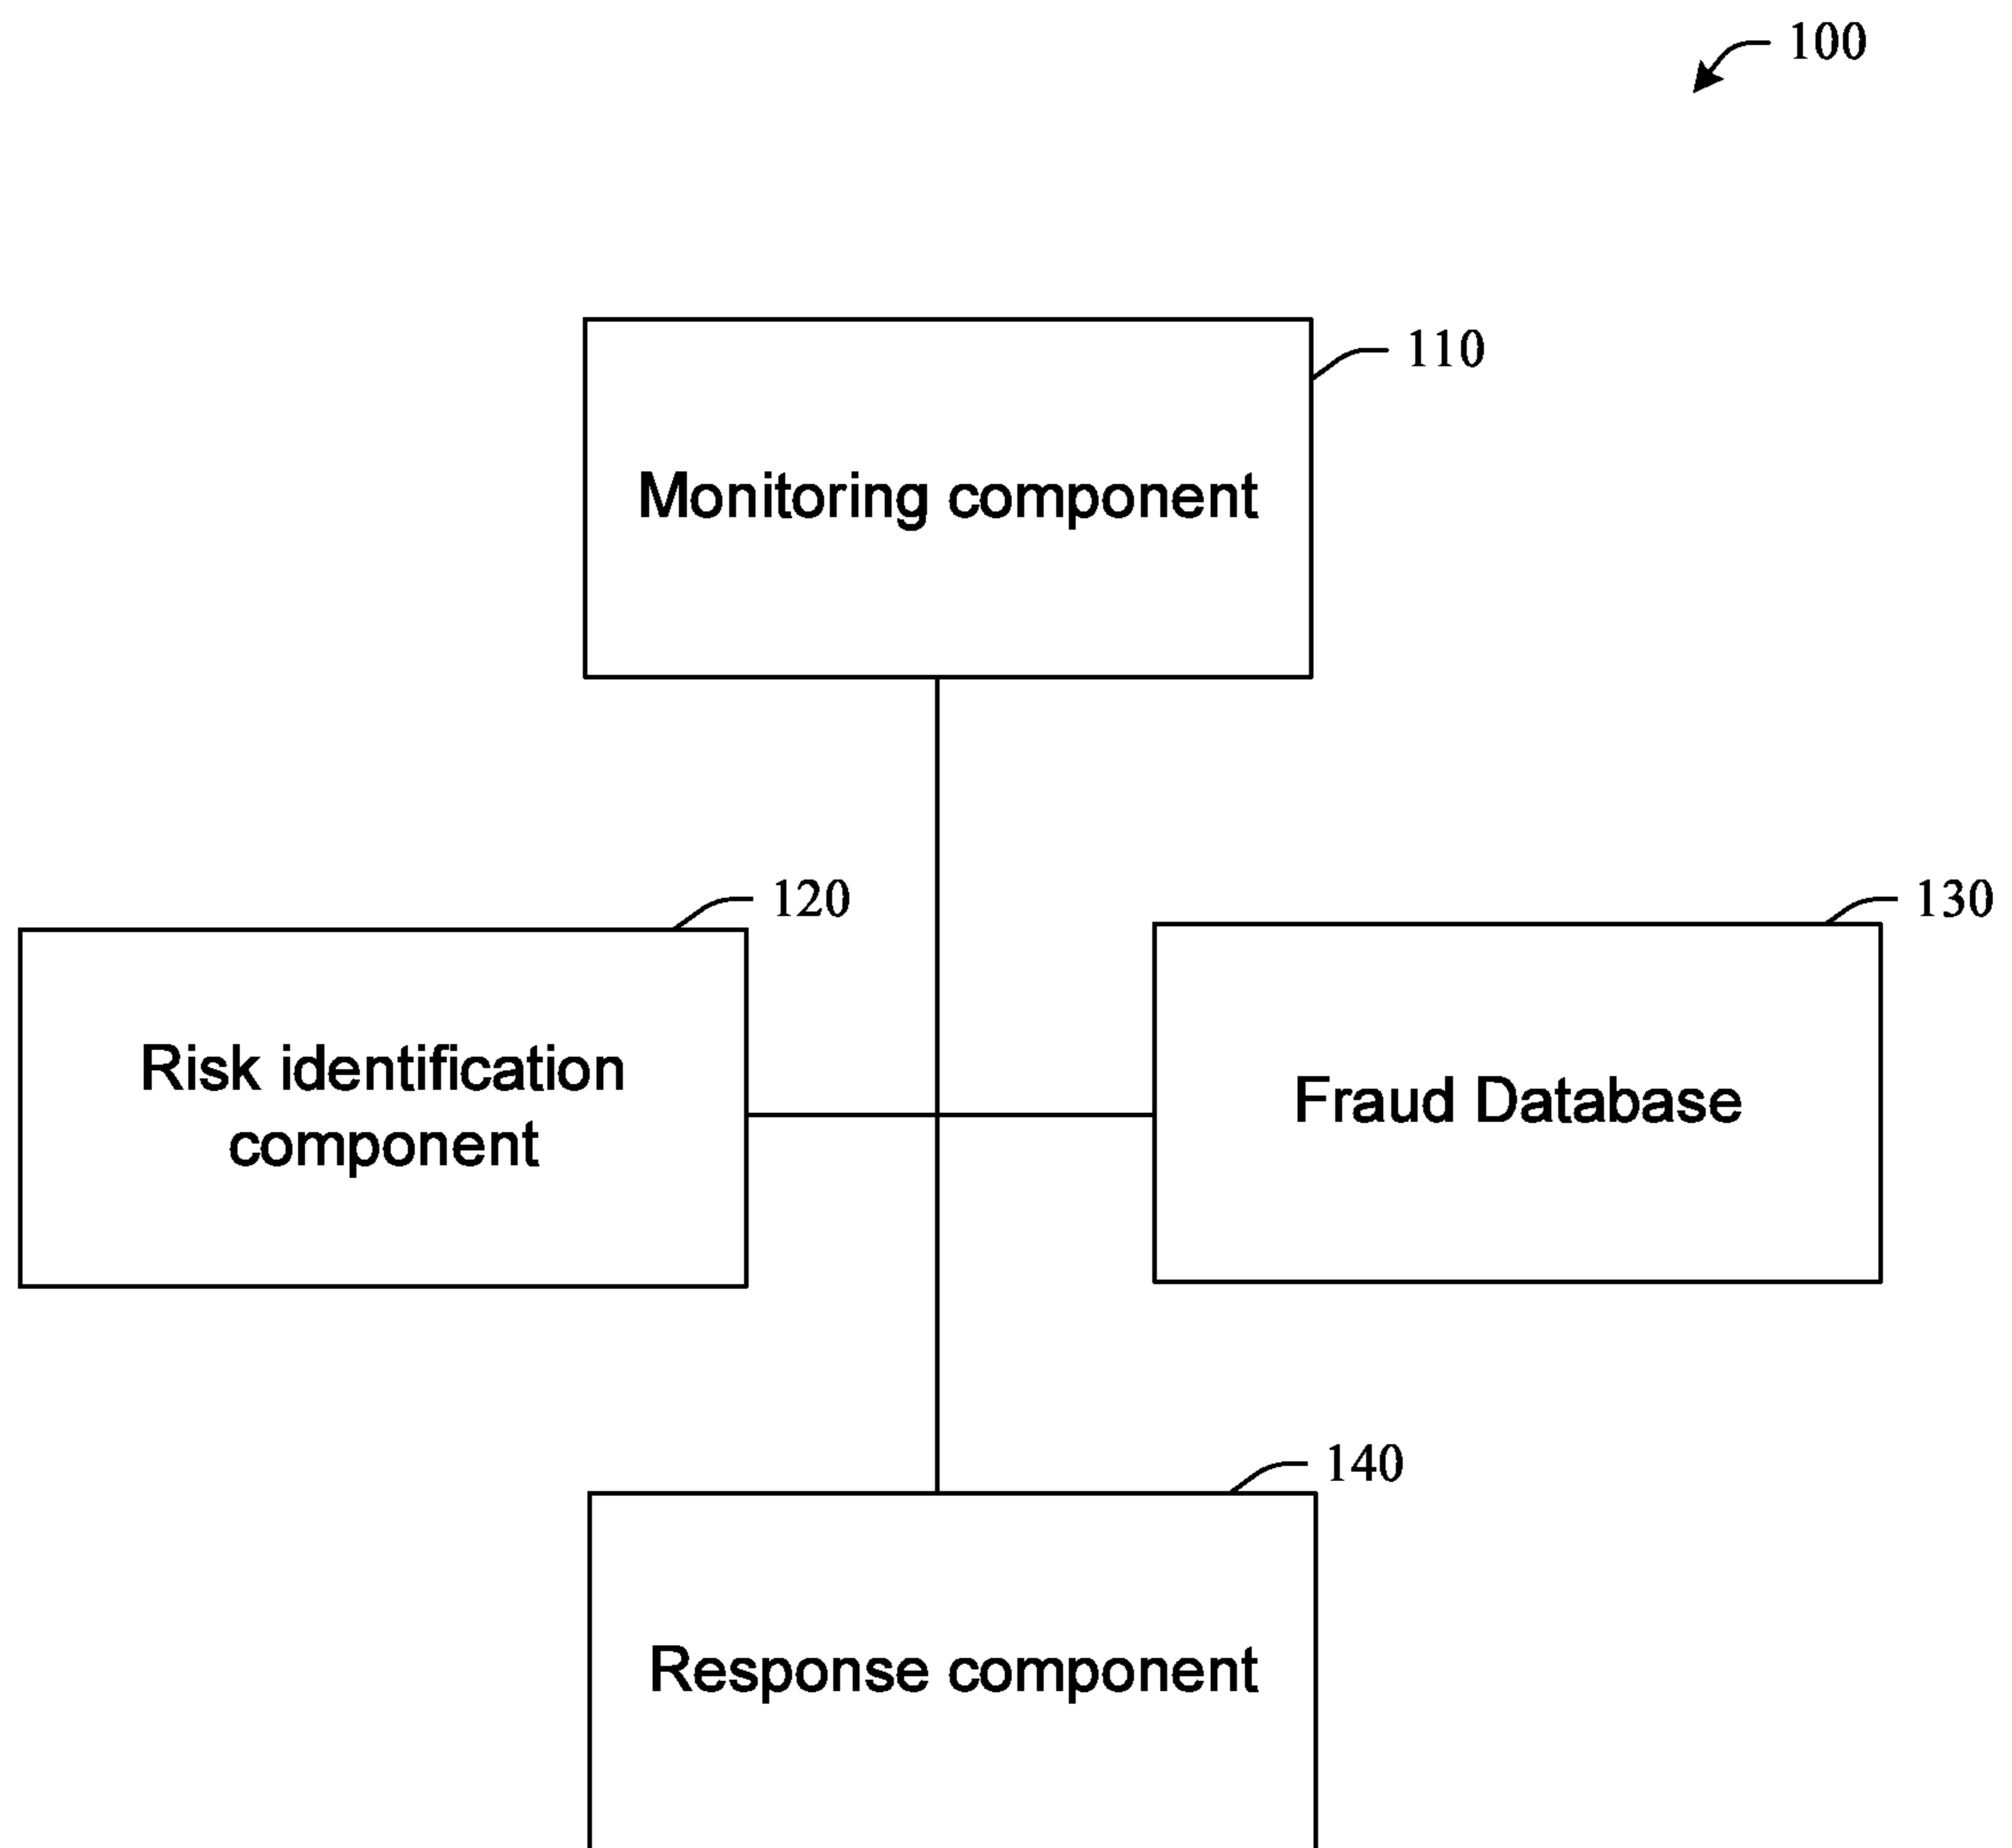 100
110
Monitoring component
120
130
Risk identification
component
Fraud Database
140
Response component